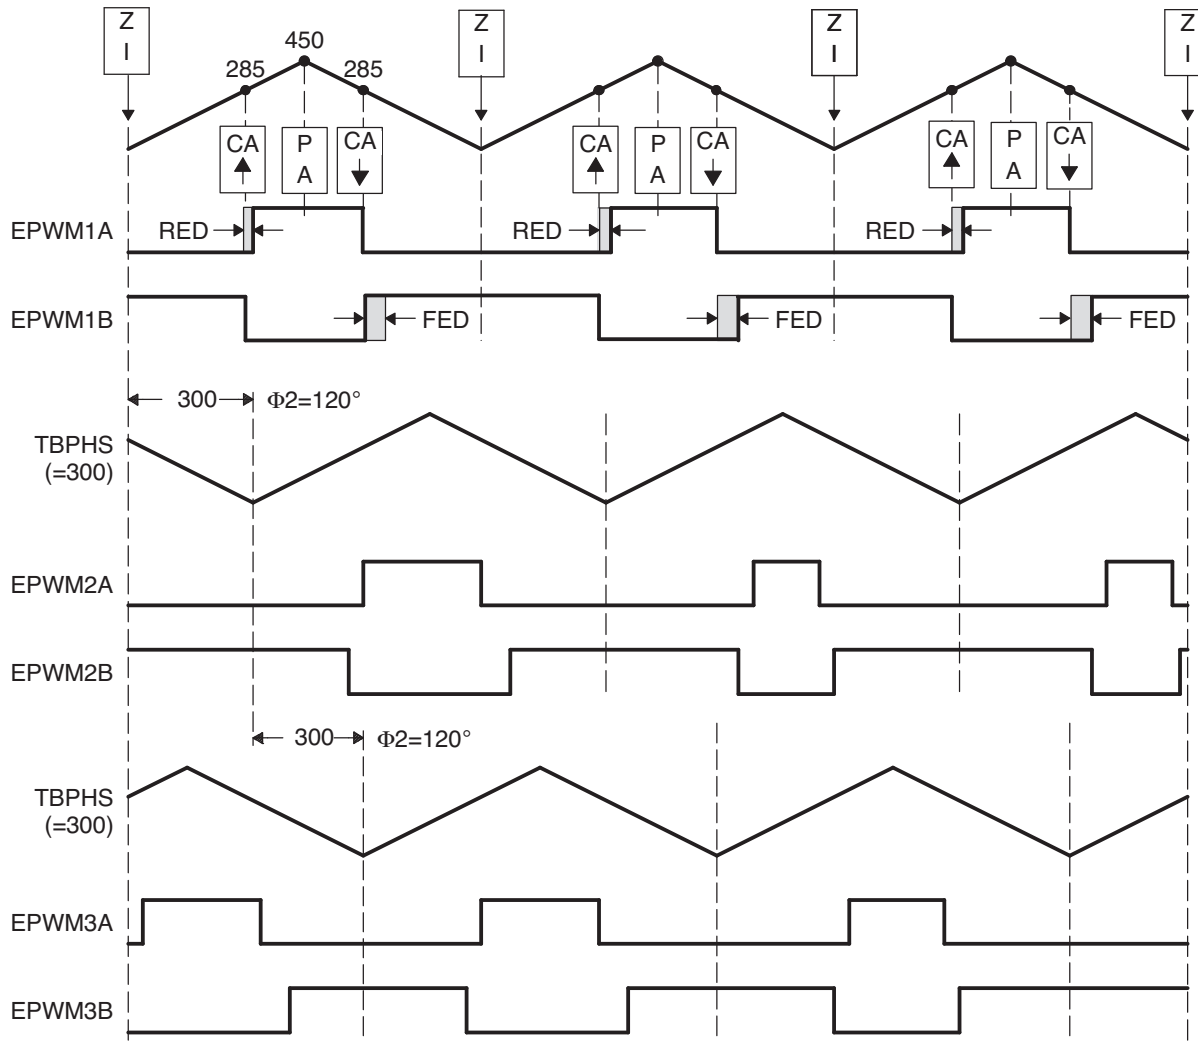 Z
I
Z
I
Z
I
Z
I
450
285
285
CA
P
A
CA
CA
P
A
CA
CA
P
A
CA
EPWM1A
RED
RED
RED
EPWM1B
FED
FED
FED
300
Φ2=120°
TBPHS
(=300)
EPWM2A
EPWM2B
300
Φ2=120°
TBPHS
(=300)
EPWM3A
EPWM3B